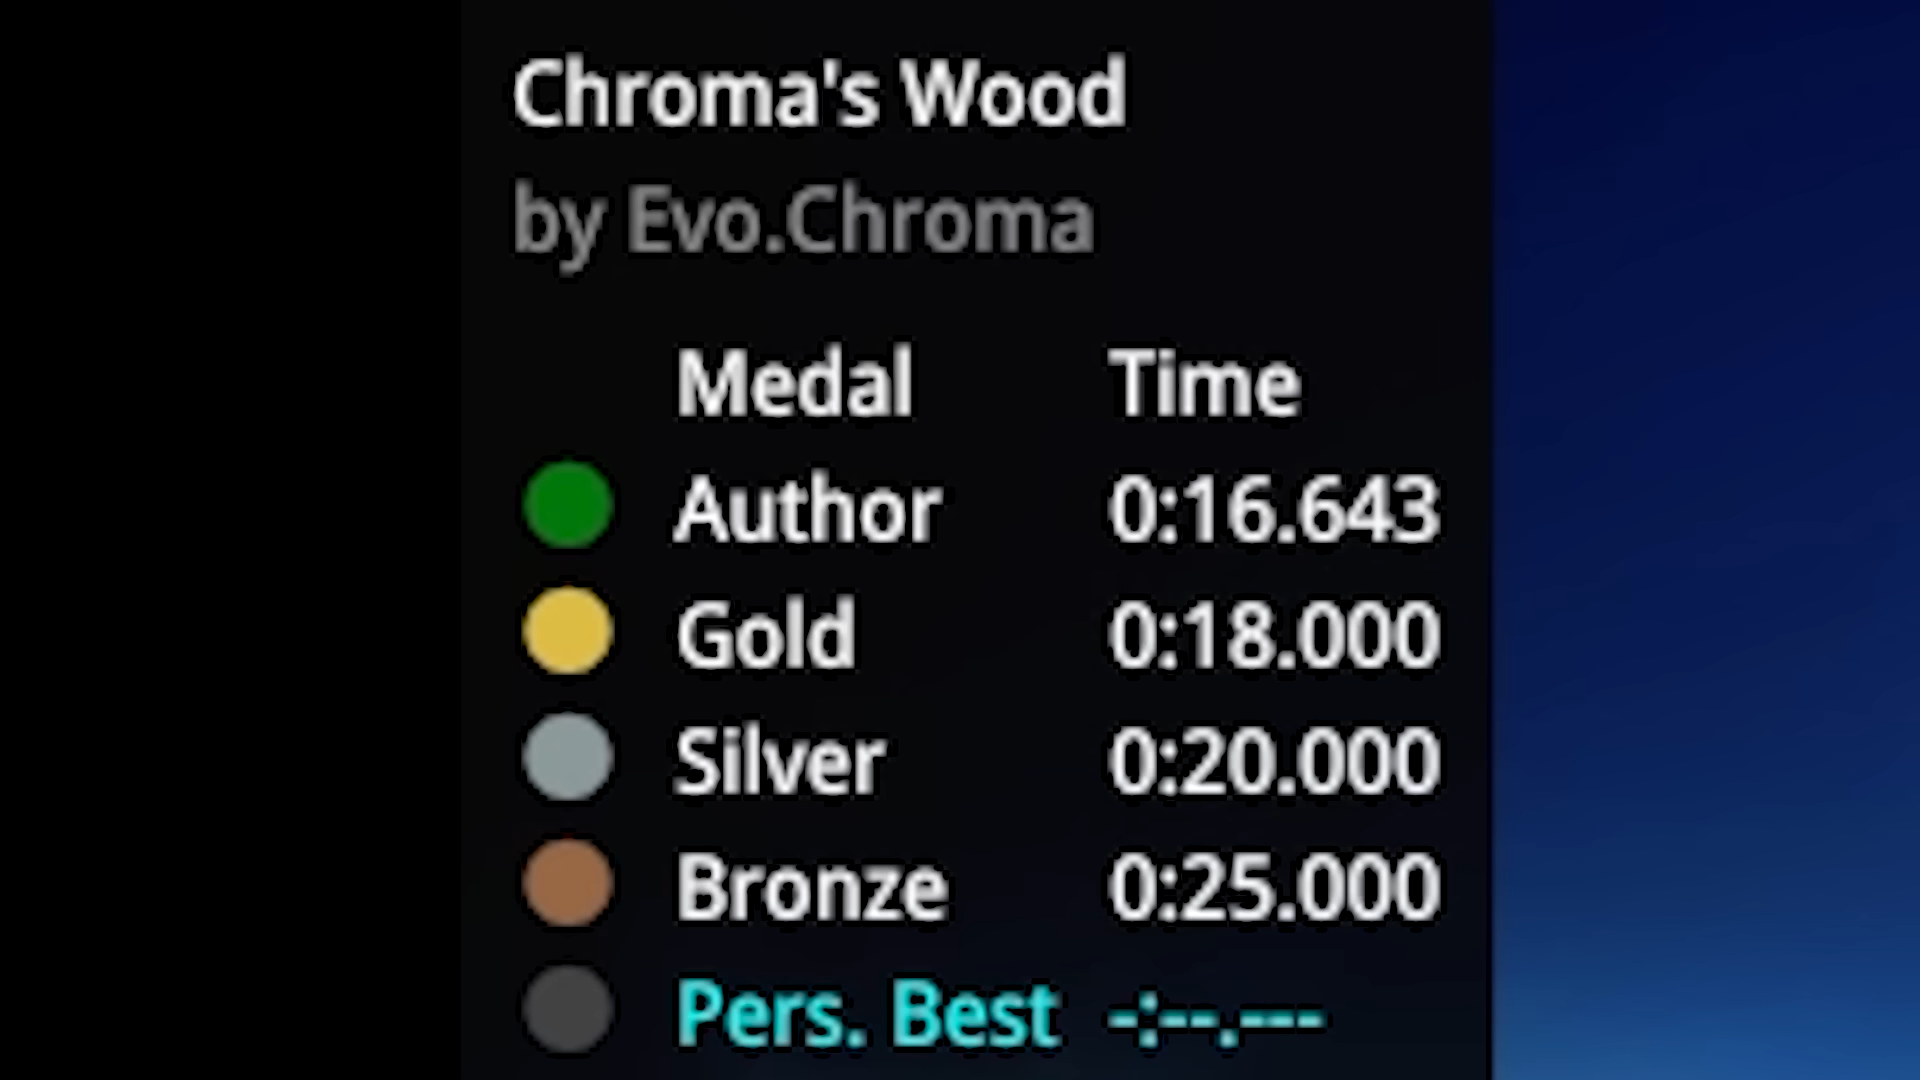 Chroma's Wood
by Evo.Chroma
Medal Time
Author 0:16.643
Gold 0:18.000
Silver 0:20.000
Bronze 0:25.000
Pers. Best -:--.---